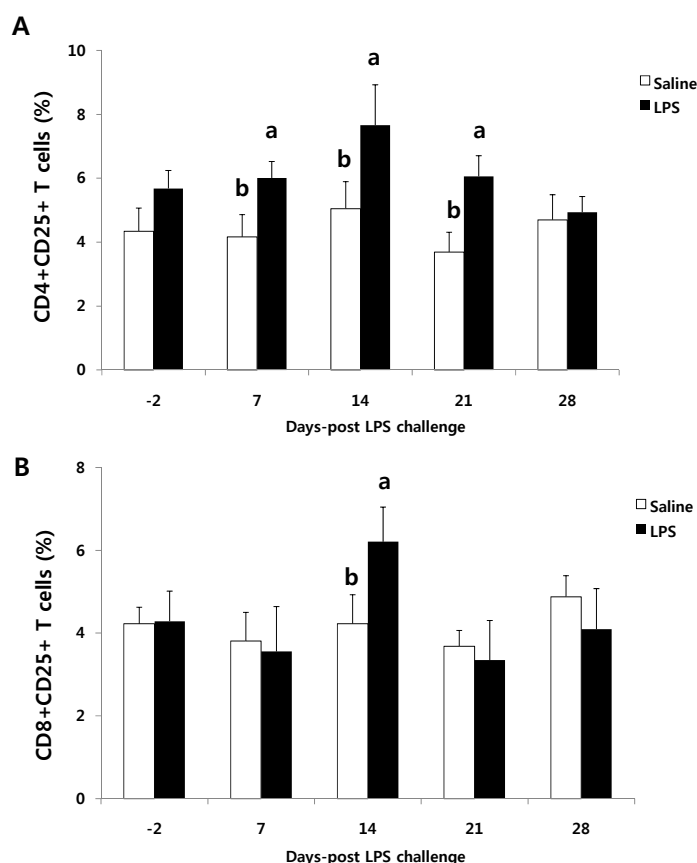 A
CD4+CD25+ T cells (%)
10
8
6
4
2
0
a
a
a
b
b
b
Saline
LPS
-2 7 14 21 28
Days-post LPS challenge
B
CD8+CD25+ T cells (%)
8
6
4
2
0
a
b
Saline
LPS
-2 7 14 21 28
Days-post LPS challenge